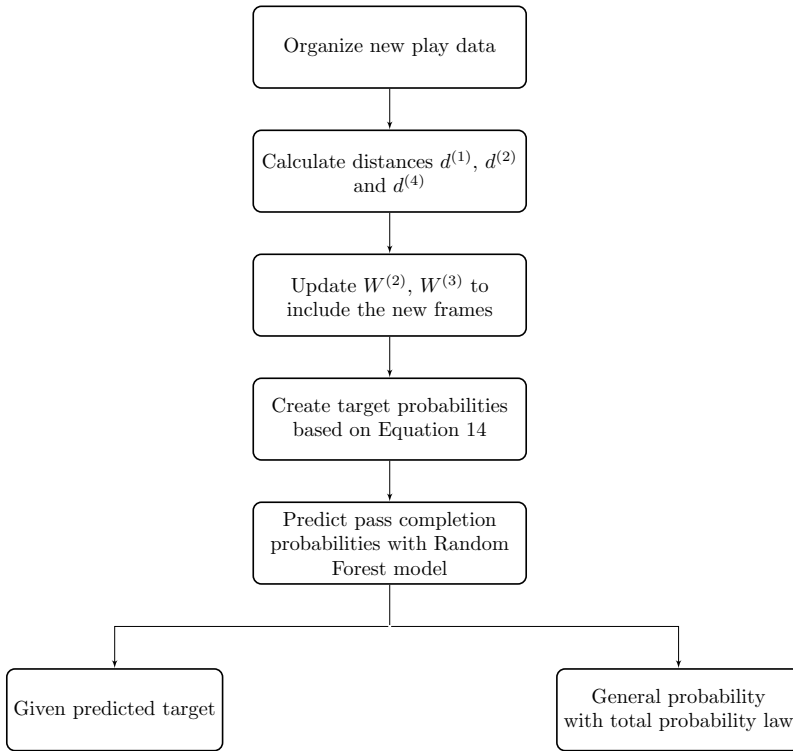 Organize new play data
Calculate distances $d^{(1)}$, $d^{(2)}$
and $d^{(4)}$
Update $W^{(2)}$, $W^{(3)}$ to
include the new frames
Create target probabilities
based on Equation 14
Predict pass completion
probabilities with Random
Forest model
Given predicted target
General probability
with total probability law